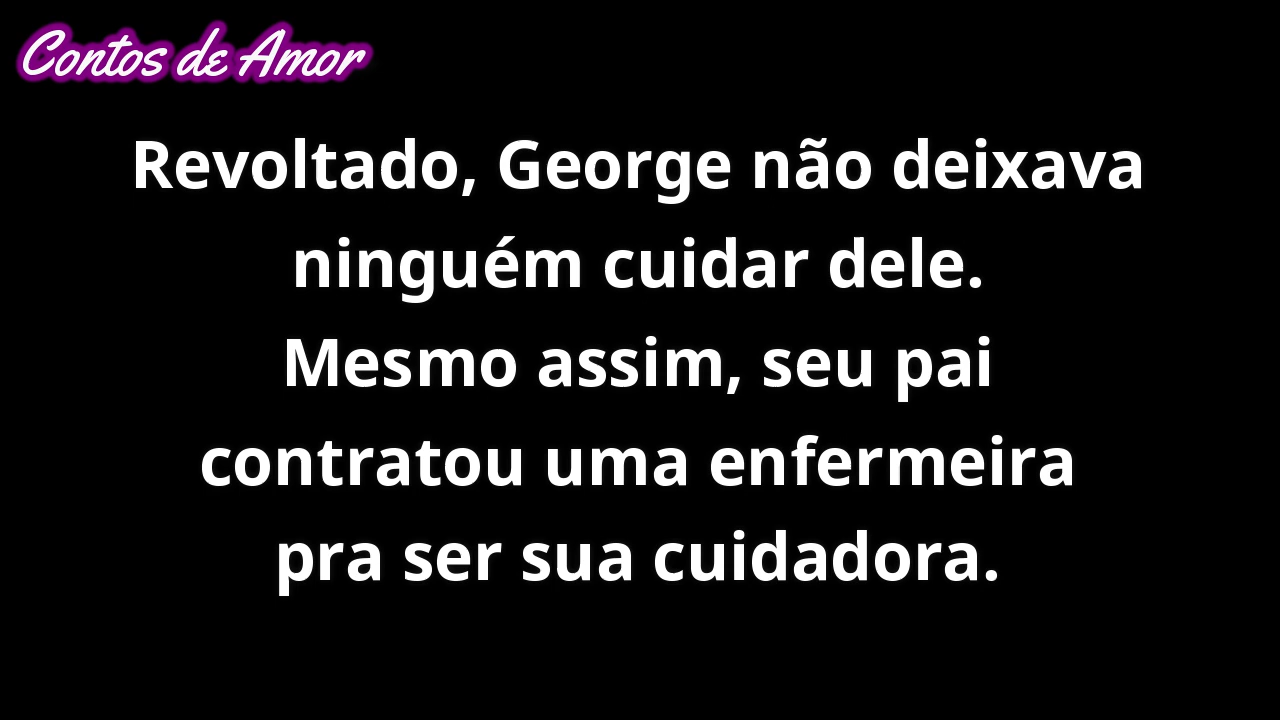 Contos de Amor
Revoltado, George não deixava
ninguém cuidar dele.
Mesmo assim, seu pai
contratou uma enfermeira
pra ser sua cuidadora.